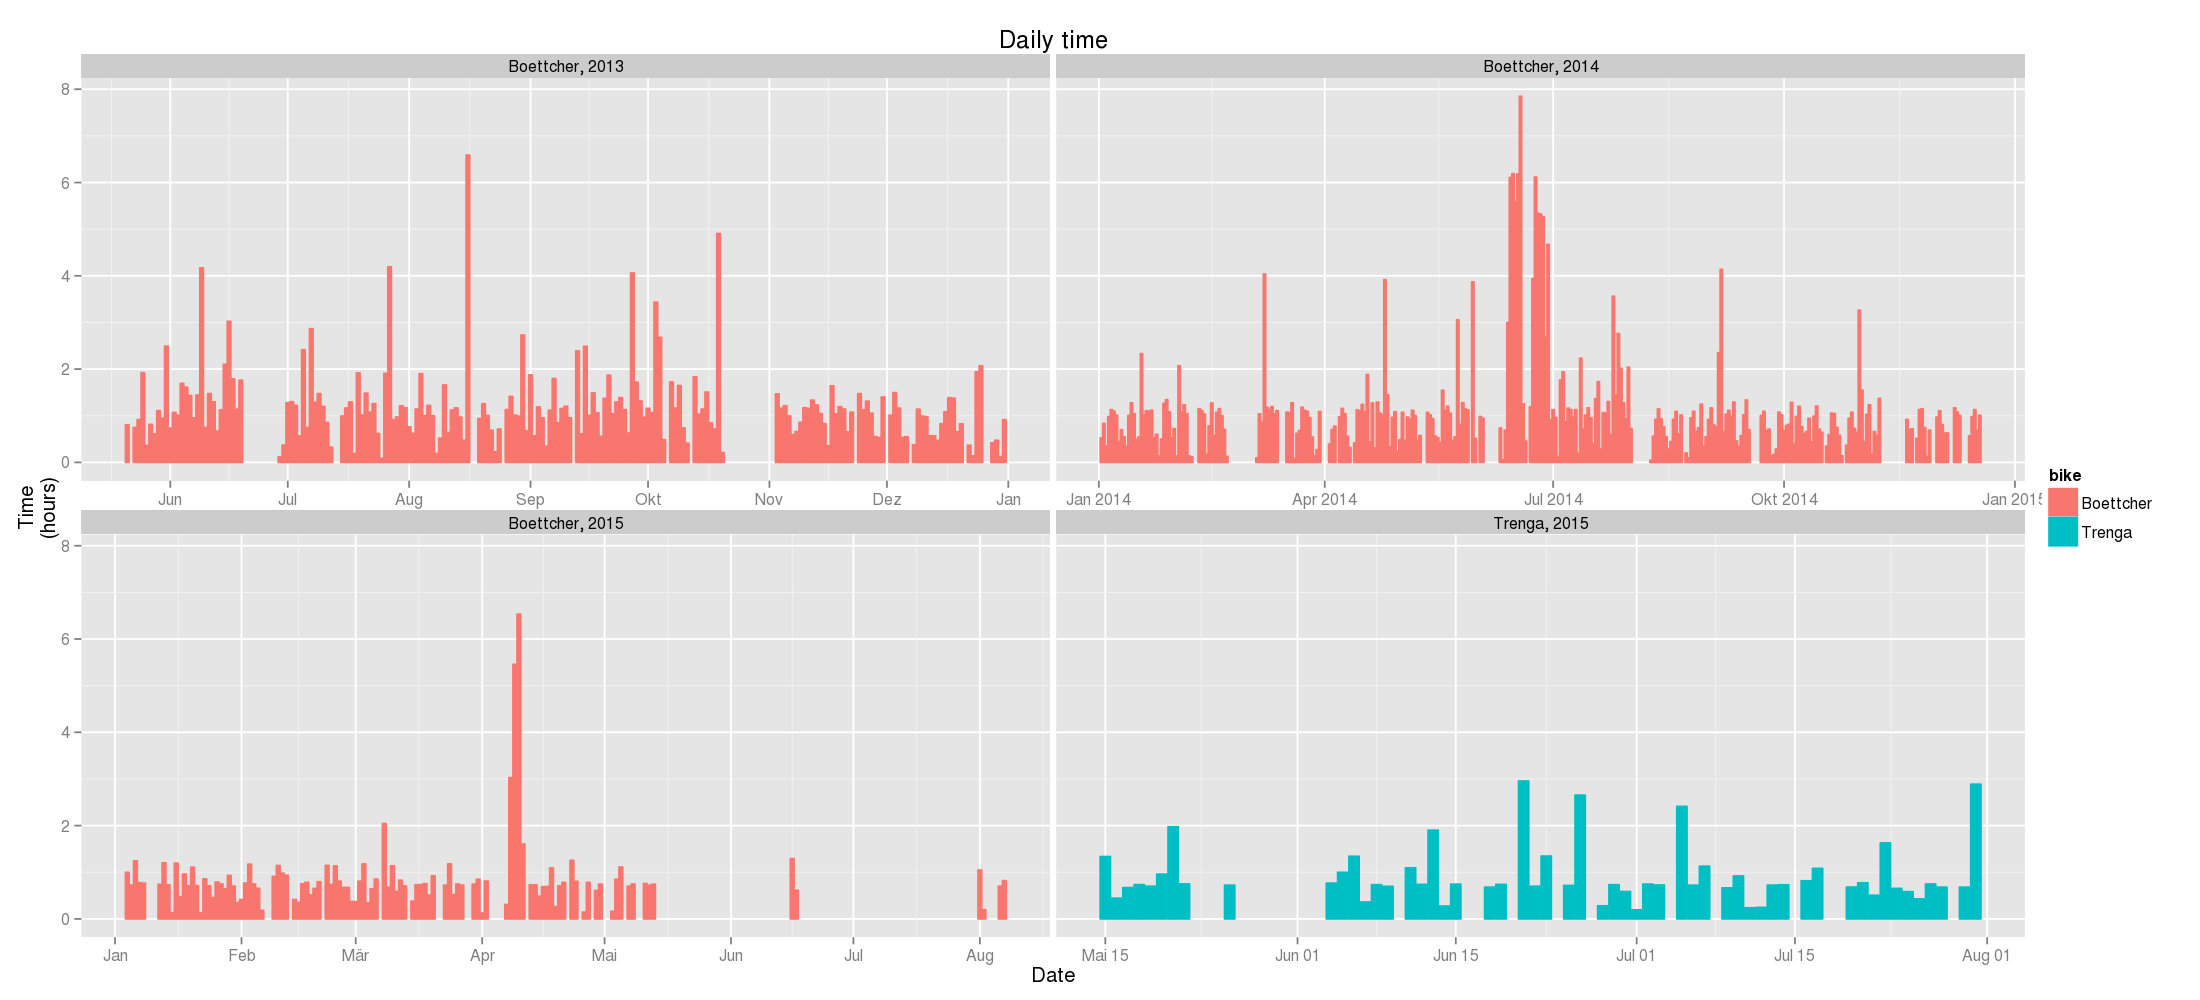 Daily time
Boettcher, 2013
Boettcher, 2014
8
6
4
2
0
Jun Jul Aug Sep Okt Nov Dez Jan
Jan 2014 Apr 2014 Jul 2014 Okt 2014 Jan 2015
Time
(hours)
bike
Boettcher
Trenga
Boettcher, 2015
Trenga, 2015
8
6
4
2
0
Jan Feb Mär Apr Mai Jun Jul Aug
Mai 15 Jun 01 Jun 15 Jul 01 Jul 15 Aug 01
Date